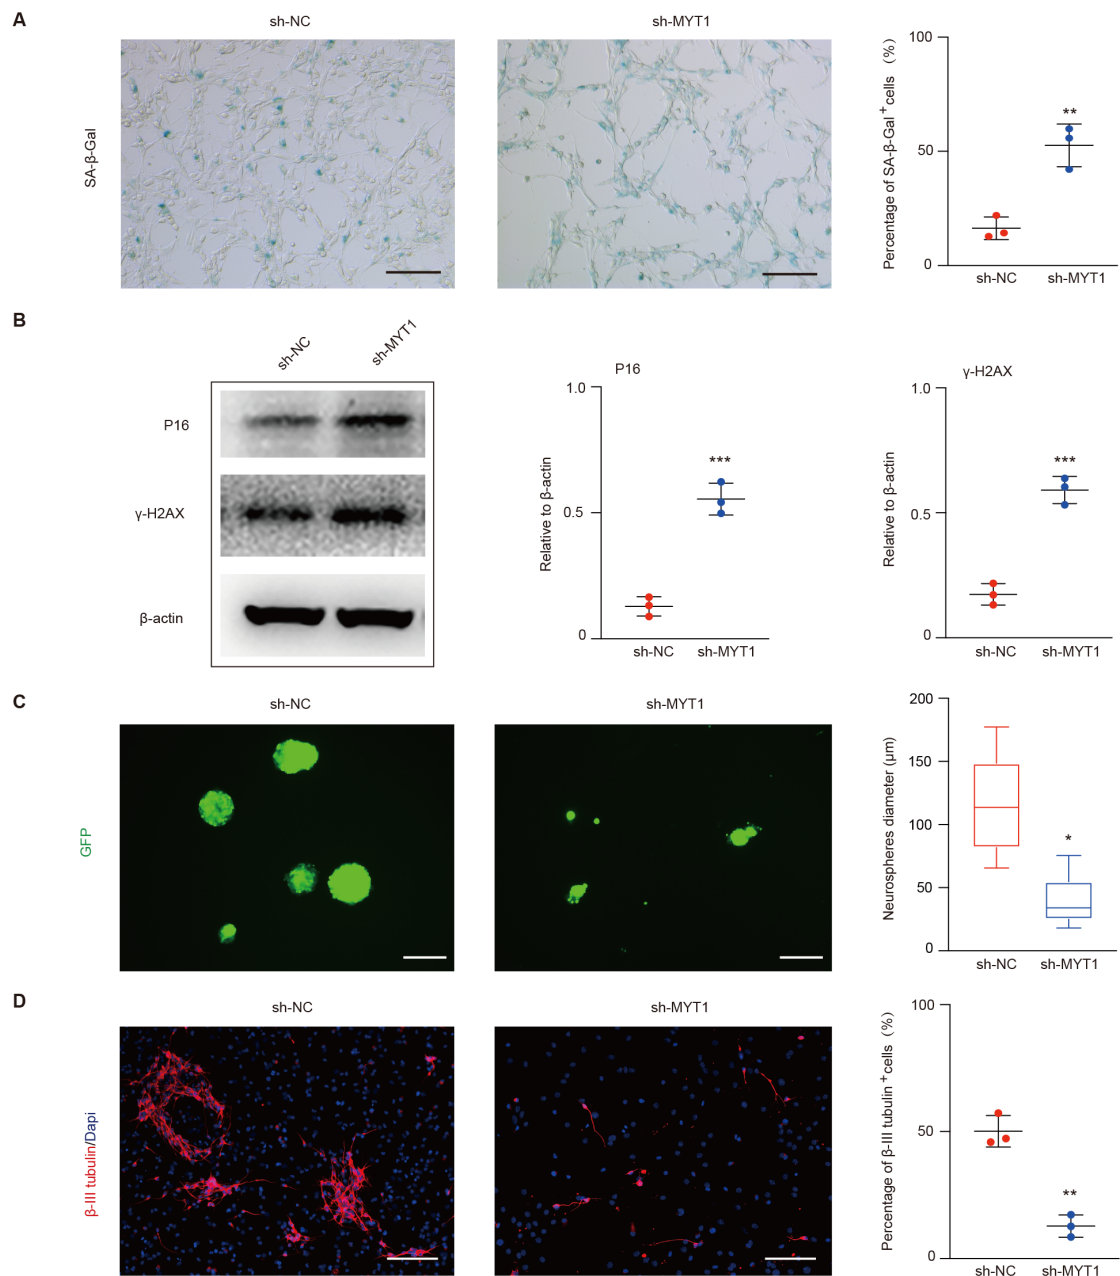 A
sh-NC
sh-MYT1
SA-β-Gal
Percentage of SA-β-Gal + cells (%)
100
50
0
**
sh-NC
sh-MYT1
B
sh-NC
sh-MYT1
P16
γ-H2AX
β-actin
P16
Relative to β-actin
1.0
0.5
0
***
sh-NC
sh-MYT1
γ-H2AX
Relative to β-actin
1.0
0.5
0
***
sh-NC
sh-MYT1
C
sh-NC
sh-MYT1
GFP
Neurospheres diameter (μm)
200
150
100
50
0
*
sh-NC
sh-MYT1
D
sh-NC
sh-MYT1
β-III tubulin/Dapi
Percentage of β-III tubulin + cells (%)
100
50
0
**
sh-NC
sh-MYT1